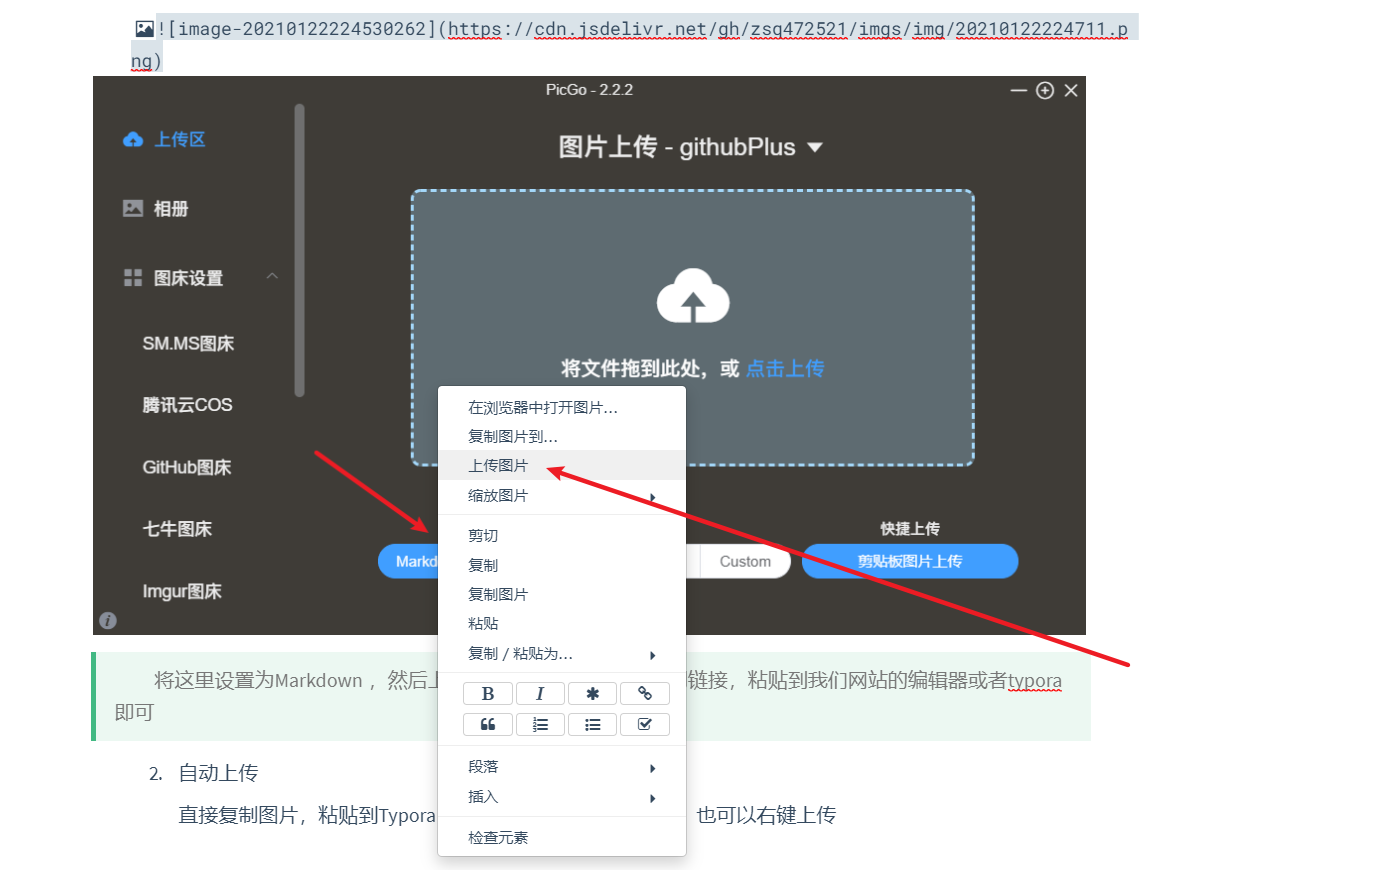 ![image-20210122224530262](https://cdn.jsdelivr.net/gh/zsq472521/imgs/img/20210122224711.p
ng)
PicGo - 2.2.2
上传区
图片上传 - githubPlus
相册
图床设置
SM.MS图床
将文件拖到此处，或 点击上传
腾讯云COS
GitHub图床
七牛图床
Imgur图床
快捷上传
Markd
Custom
剪贴板图片上传
在浏览器中打开图片...
复制图片到...
上传图片
缩放图片
剪切
复制
复制图片
粘贴
复制 / 粘贴为...
B I
段落
插入
检查元素
将这里设置为Markdown ，然后上
链接，粘贴到我们网站的编辑器或者typora
即可
2. 自动上传
直接复制图片，粘贴到Typora
也可以右键上传